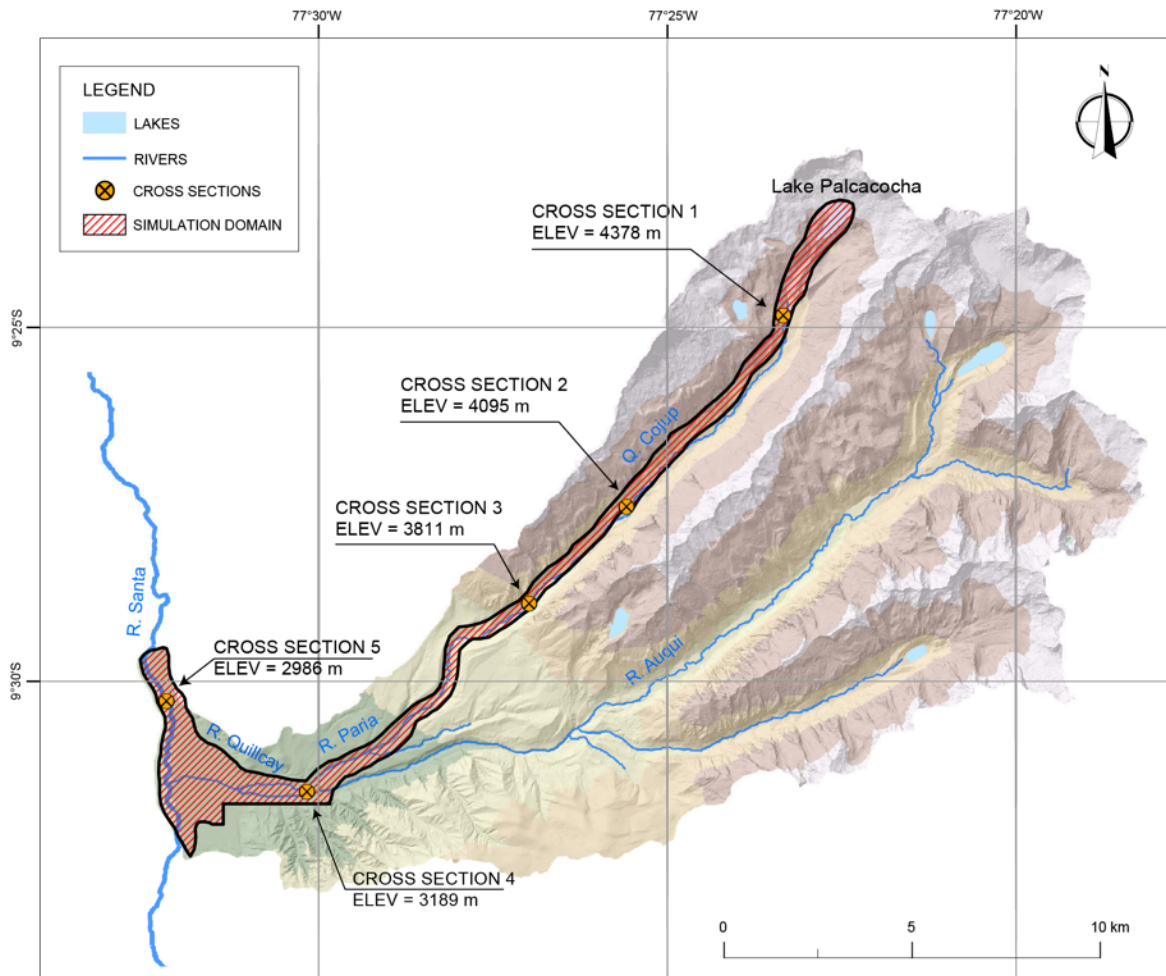 77°30'W
77°25'W
77°20'W
N
LEGEND
LAKES
RIVERS
CROSS SECTIONS
SIMULATION DOMAIN
Lake Palcacocha
CROSS SECTION 1
ELEV = 4378 m
9°25'S
CROSS SECTION 2
ELEV = 4095 m
Q. Cojup
CROSS SECTION 3
ELEV = 3811 m
R. Santa
CROSS SECTION 5
ELEV = 2986 m
9°30'S
R. Auqui
R. Quillcay
R. Paria
CROSS SECTION 4
ELEV = 3189 m
0
5
10 km